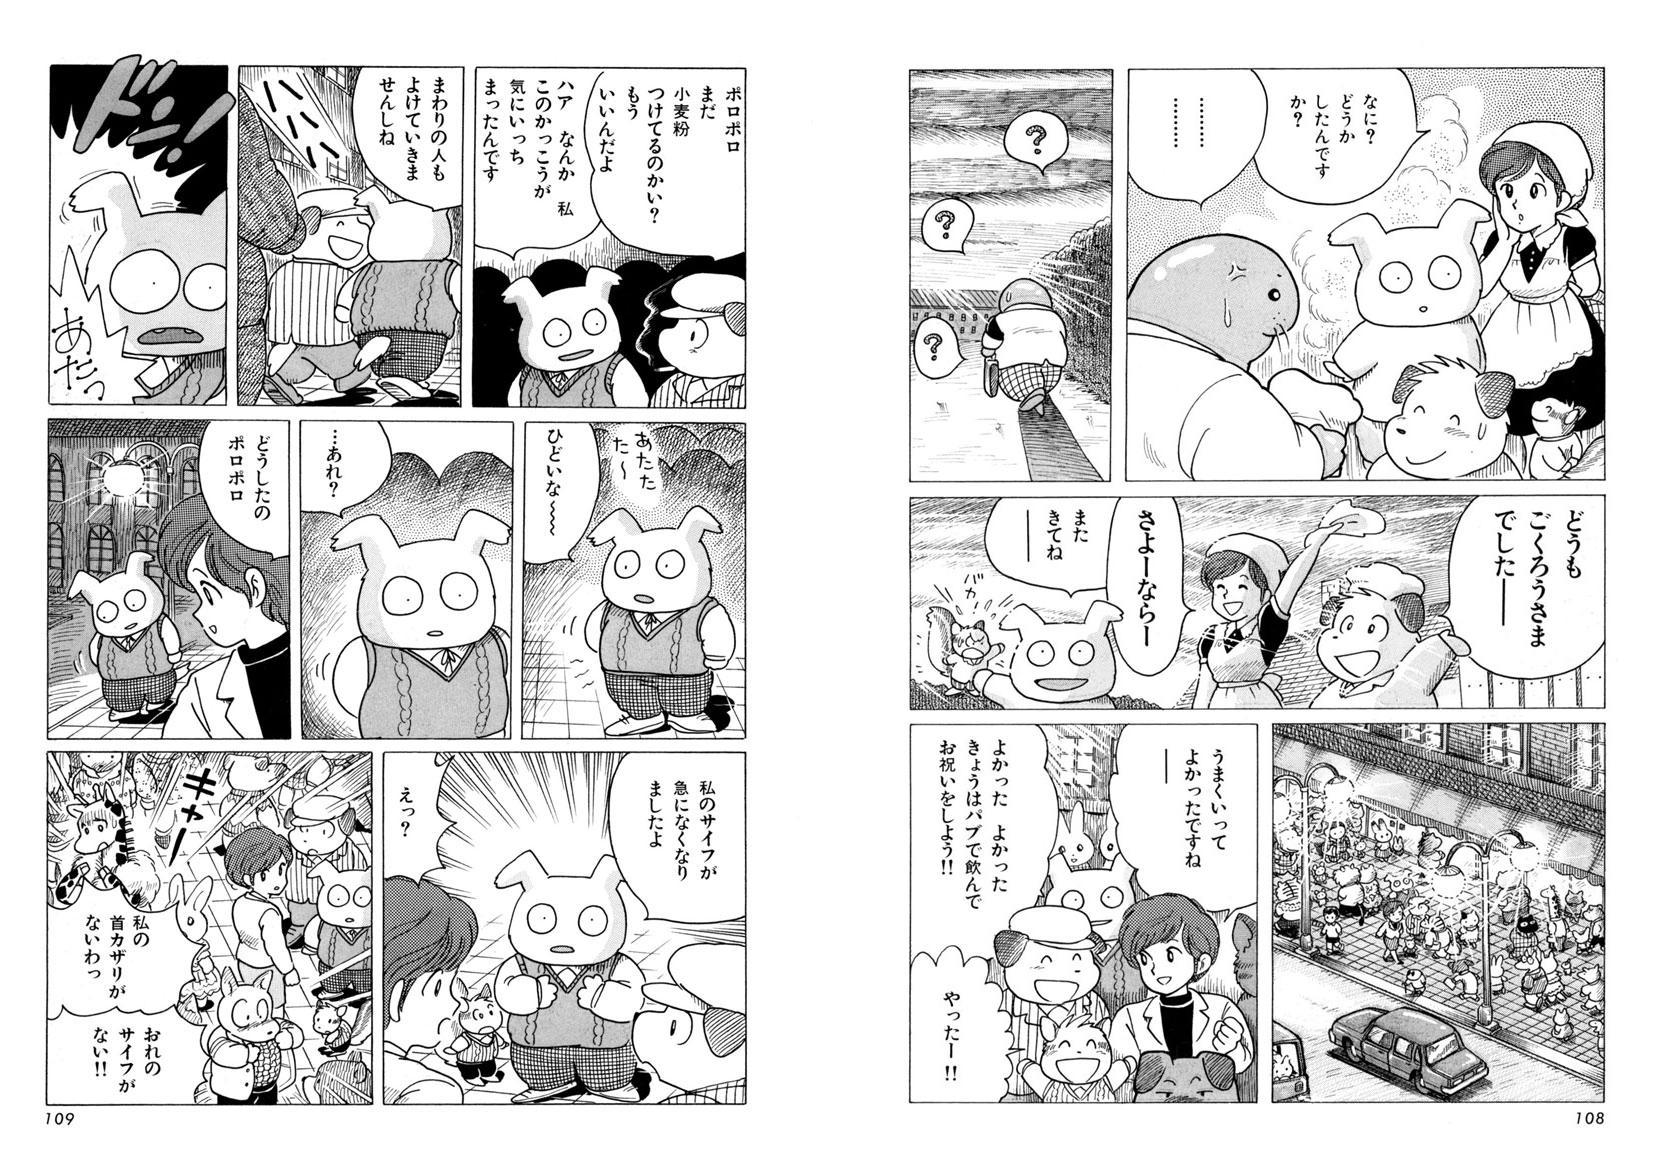 なに?
どうか
したんです
か?
………
………
?
?
?
どうも
ごくろうさま
でした──
さよーならー
また
きてね
──
バカ
うまくいって
よかったですね
──
よかった　よかった
きょうはパブで飲んで
お祝いをしよう!!
やったー!!
108
ポロポロ
まだ
小麦粉
つけてるのかい?
もう
いいんだよ
ハア　なんか　私
このかっこうが
気にいっち
まったんです
まわりの人も
よけていきま
せんしね
ハハハハ
ドン!
あだっ
あたた
た〜
ひどいな〜〜〜
…あれ?
どうしたの
ポロポロ
私のサイフが
急になくなり
ましたよ
えっ?
キャー
私の
首カザリが
ないわっ
おれの
サイフが
ない!!
109